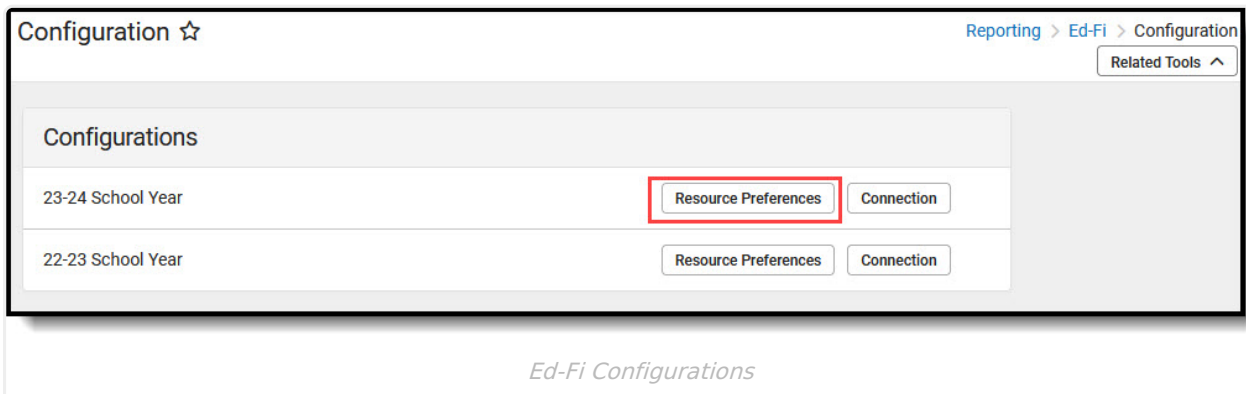 Configuration
Reporting > Ed-Fi > Configuration
Related Tools
Configurations
23-24 School Year Resource Preferences Connection
22-23 School Year Resource Preferences Connection
Ed-Fi Configurations